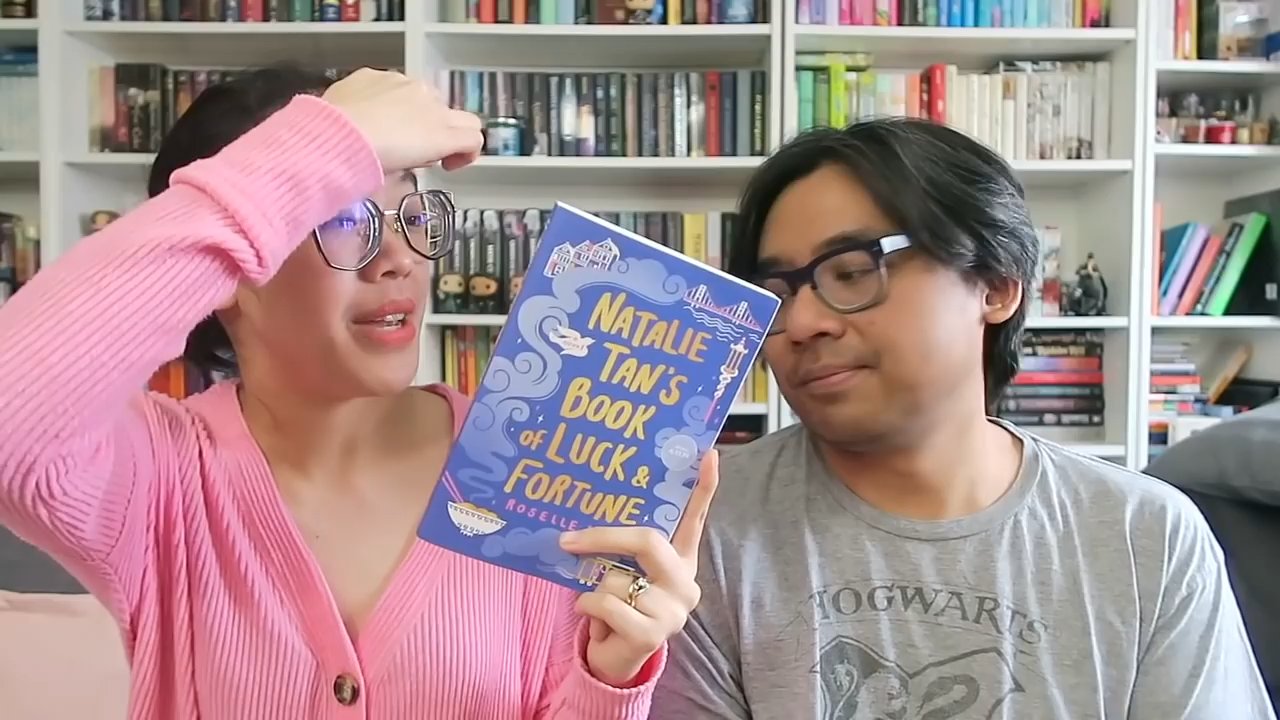 NATALIE
TAN'S
BOOK
OF LUCK &
FORTUNE
ROSELLE
HOGWARTS